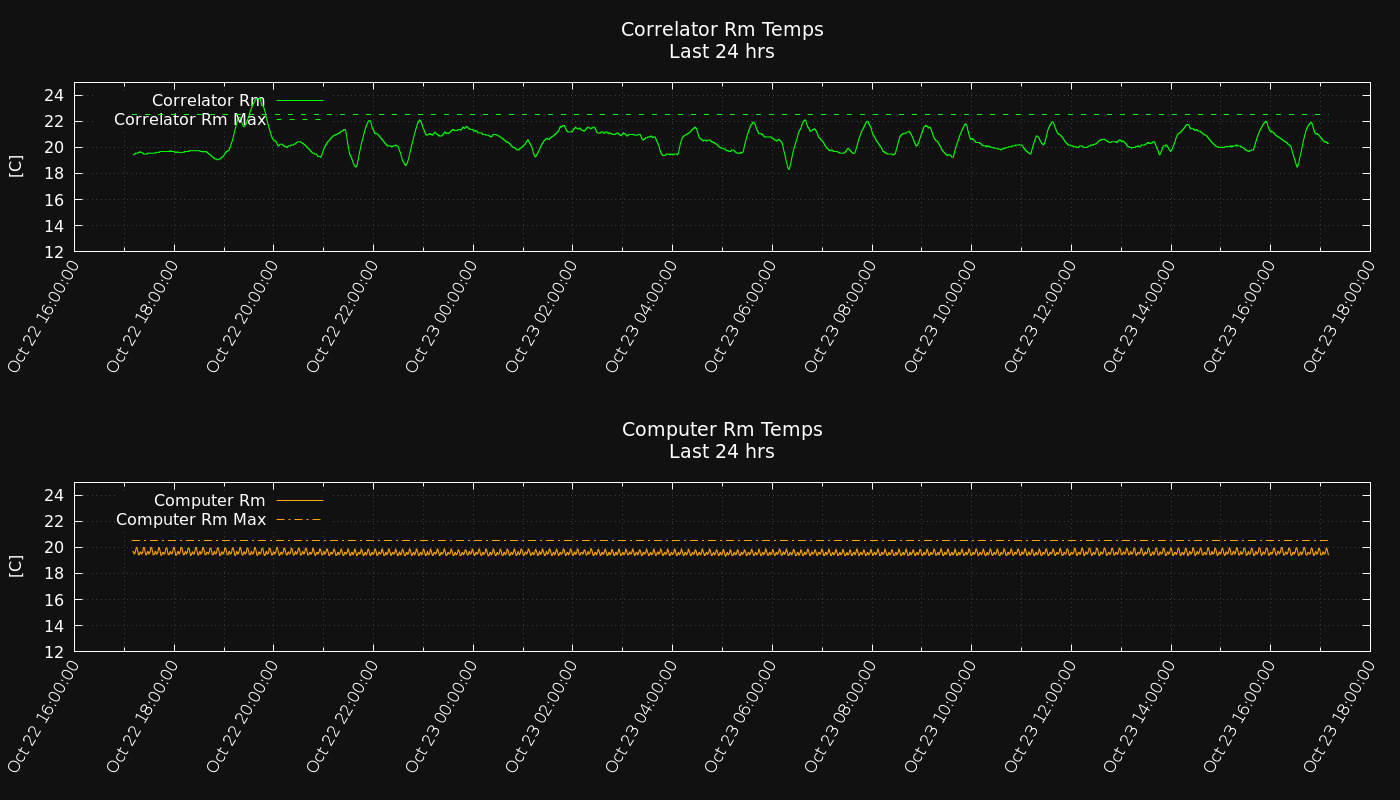 Correlator Rm Temps
Last 24 hrs
Correlator Rm
Correlator Rm Max
[C]
24
22
20
18
16
14
12
Oct 22 16:00:00
Oct 22 18:00:00
Oct 22 20:00:00
Oct 22 22:00:00
Oct 23 00:00:00
Oct 23 02:00:00
Oct 23 04:00:00
Oct 23 06:00:00
Oct 23 08:00:00
Oct 23 10:00:00
Oct 23 12:00:00
Oct 23 14:00:00
Oct 23 16:00:00
Oct 23 18:00:00
Computer Rm Temps
Last 24 hrs
Computer Rm
Computer Rm Max
[C]
24
22
20
18
16
14
12
Oct 22 16:00:00
Oct 22 18:00:00
Oct 22 20:00:00
Oct 22 22:00:00
Oct 23 00:00:00
Oct 23 02:00:00
Oct 23 04:00:00
Oct 23 06:00:00
Oct 23 08:00:00
Oct 23 10:00:00
Oct 23 12:00:00
Oct 23 14:00:00
Oct 23 16:00:00
Oct 23 18:00:00